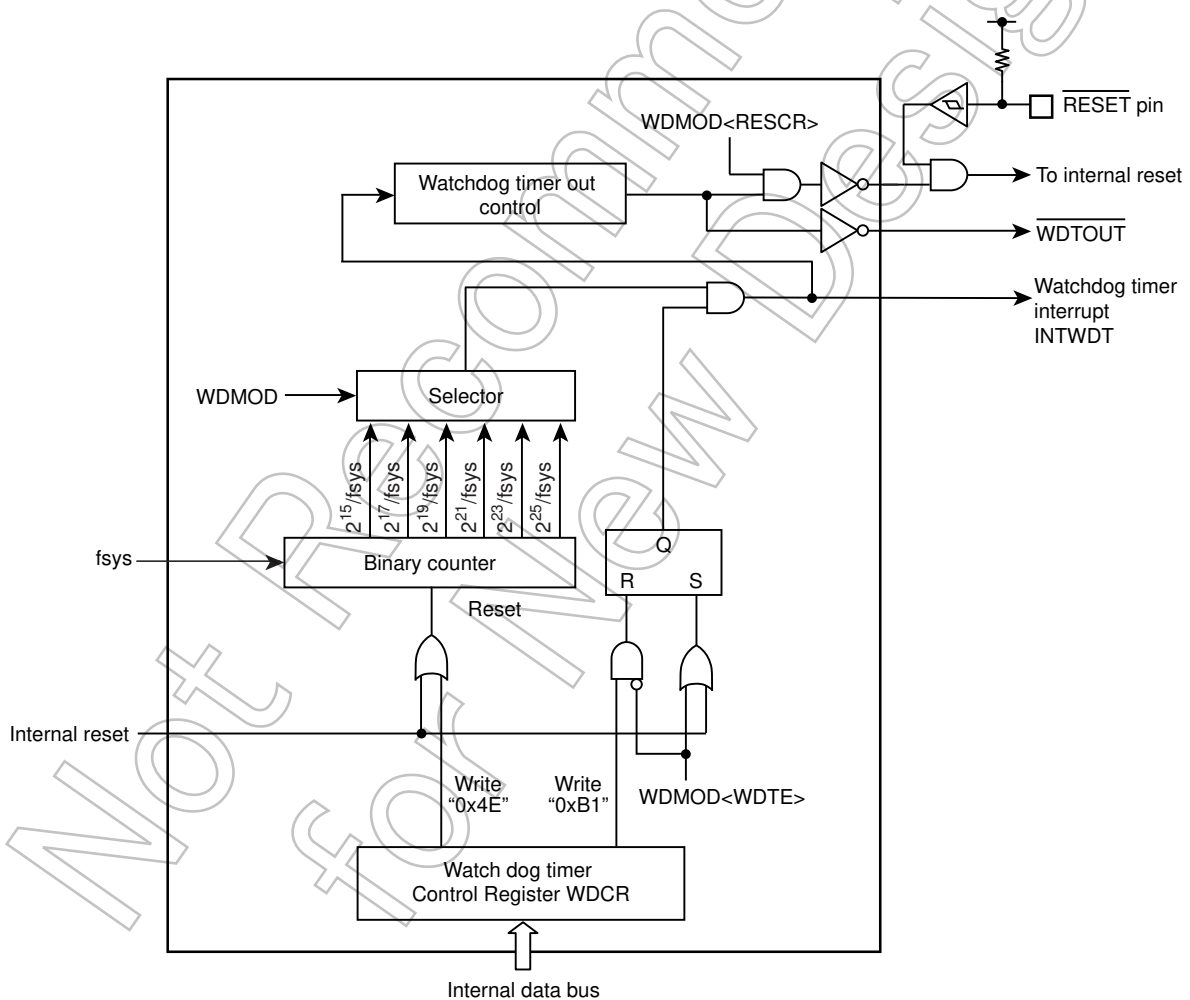 WDMOD<RESCR>
RESET pin
Watchdog timer out
control
To internal reset
WDTOUT
Watchdog timer
interrupt
INTWDT
WDMOD
Selector
2^15/fsys
2^17/fsys
2^19/fsys
2^21/fsys
2^23/fsys
2^25/fsys
fsys
Binary counter
Q
R S
Reset
Internal reset
Write
“0x4E”
Write
“0xB1”
WDMOD<WDTE>
Watch dog timer
Control Register WDCR
Internal data bus
Not Recommended
for New Design